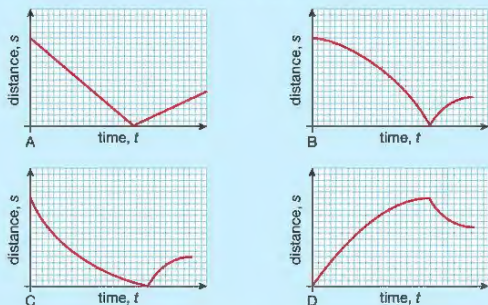 distance, s
A
time, t
distance, s
B
time, t
distance, s
C
time, t
distance, s
D
time, t